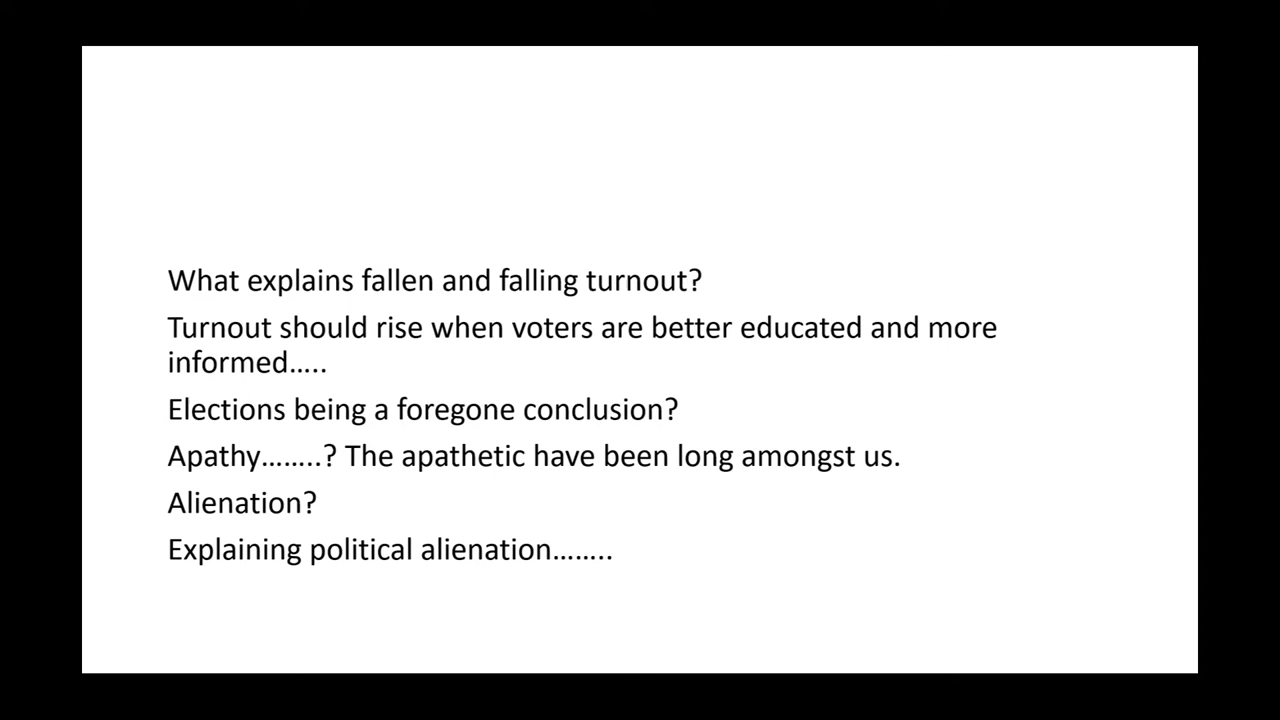 What explains fallen and falling turnout?
Turnout should rise when voters are better educated and more
informed…..
Elections being a foregone conclusion?
Apathy……..? The apathetic have been long amongst us.
Alienation?
Explaining political alienation……..